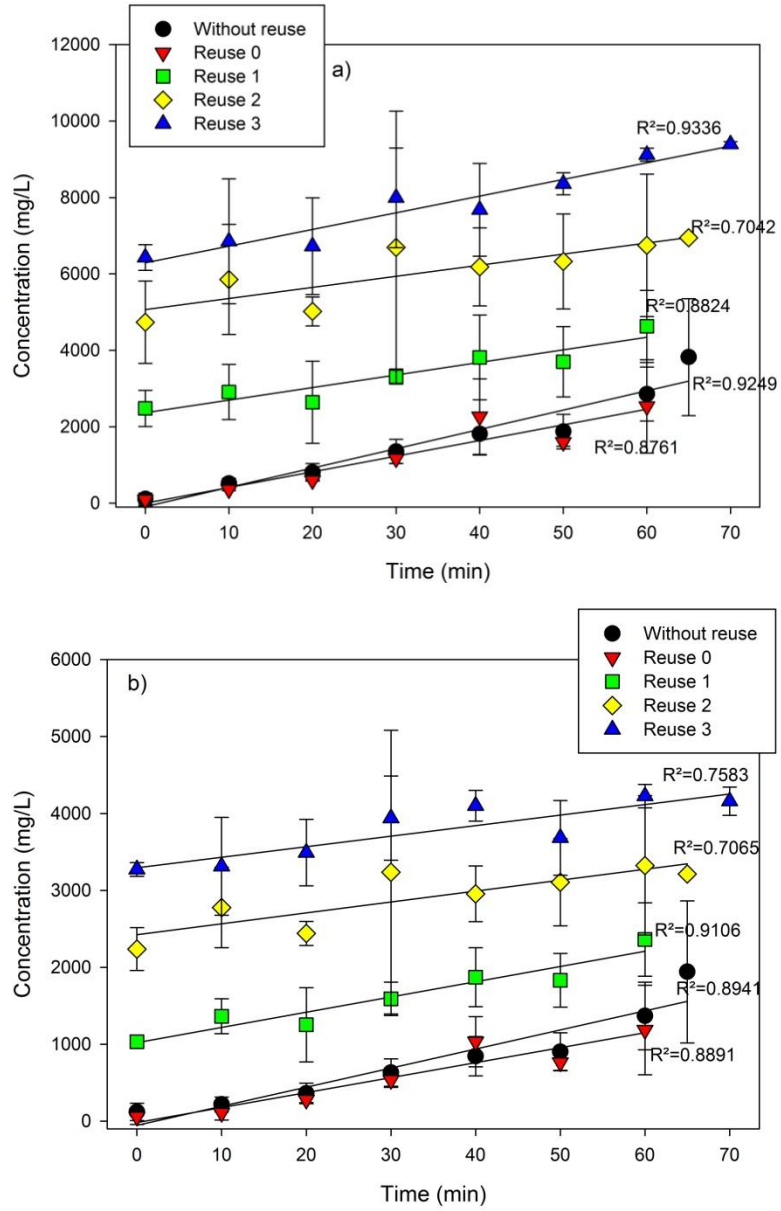 Without reuse
Reuse 0
Reuse 1
Reuse 2
Reuse 3
a)
12000
10000
8000
6000
4000
2000
0
Concentration (mg/L)
R²=0.9336
R²=0.7042
R²=0.8824
R²=0.9249
R²=0.8761
0 10 20 30 40 50 60 70
Time (min)
Without reuse
Reuse 0
Reuse 1
Reuse 2
Reuse 3
b)
6000
5000
4000
3000
2000
1000
0
Concentration (mg/L)
R²=0.7583
R²=0.7065
R²=0.9106
R²=0.8941
R²=0.8891
0 10 20 30 40 50 60 70
Time (min)